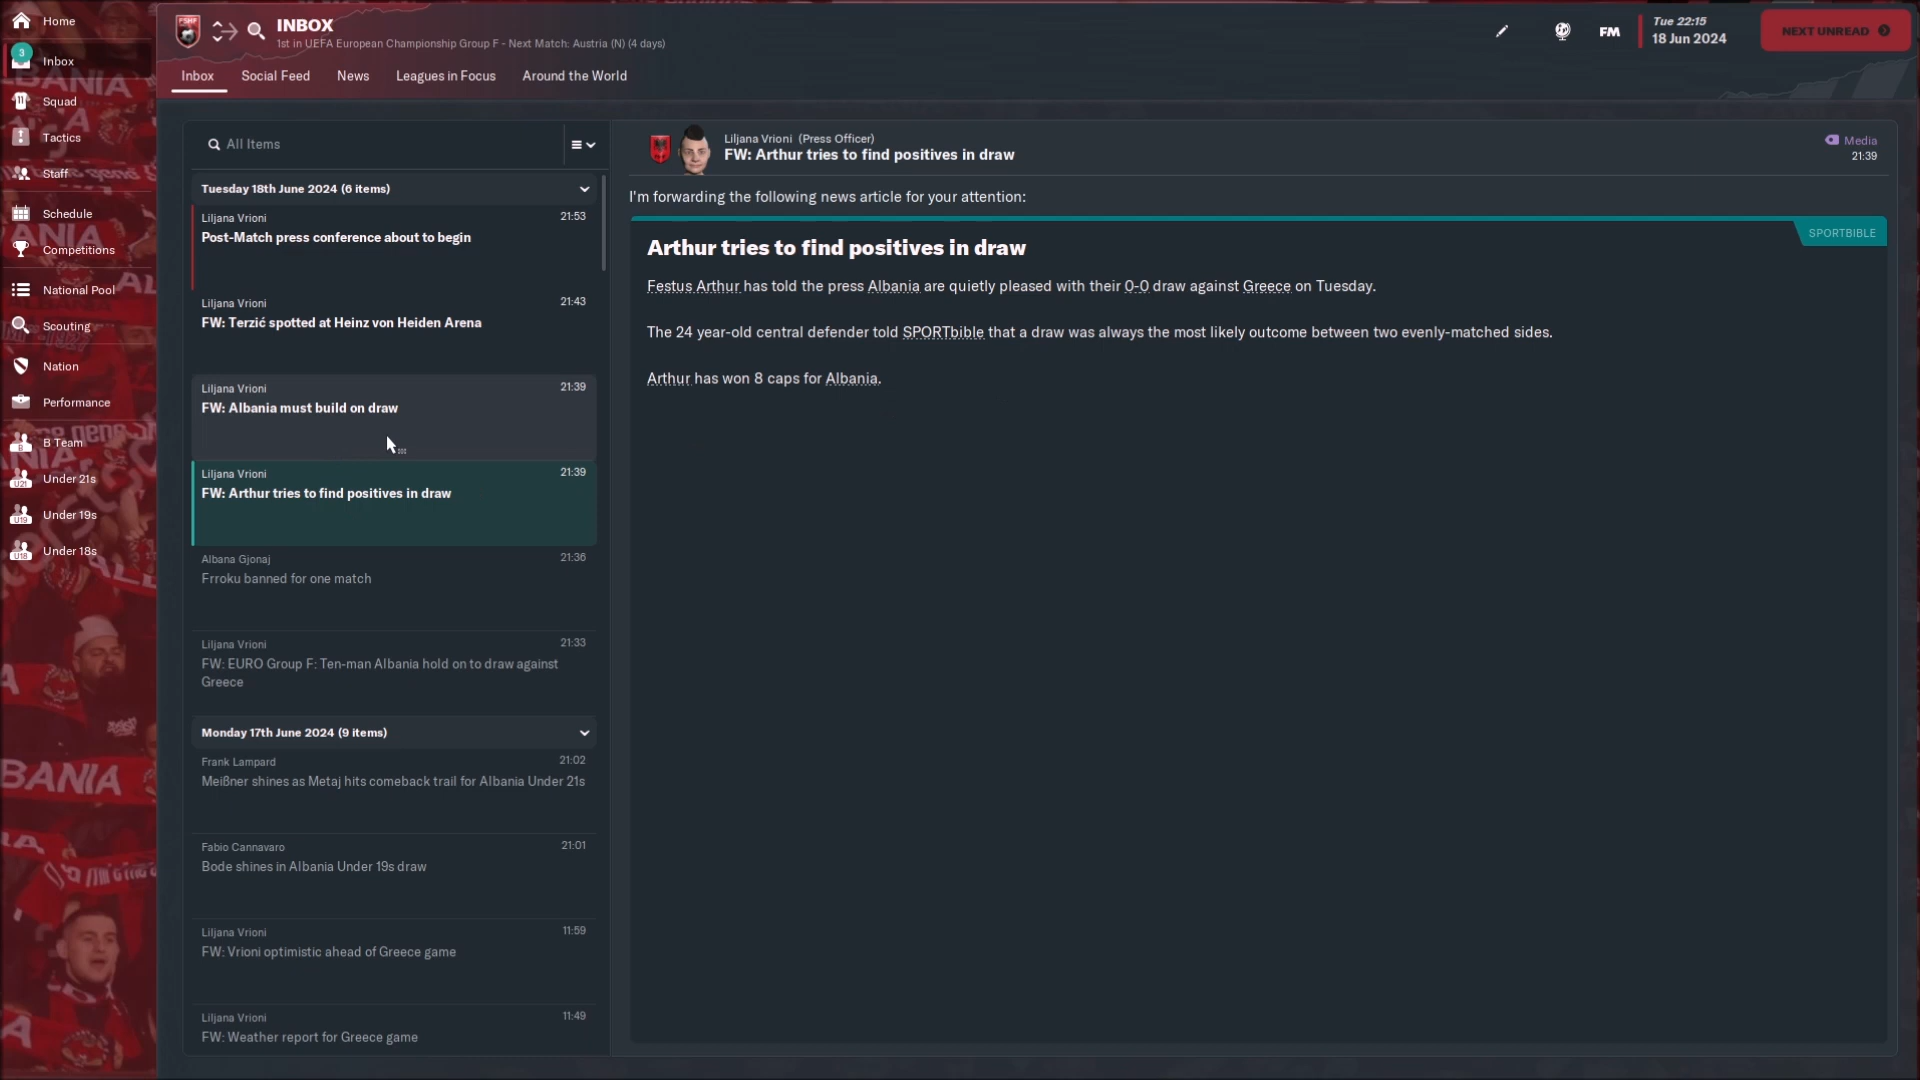 Home
3
Inbox
Squad
Tactics
Staff
Schedule
Competitions
National Pool
Scouting
Nation
Performance
B Team
Under 21s
Under 19s
Under 18s
INBOX
1st in UEFA European Championship Group F - Next Match: Austria (N) (4 days)
FM
Tue 22:15
18 Jun 2024
NEXT UNREAD
Inbox
Social Feed
News
Leagues in Focus
Around the World
All Items
Tuesday 18th June 2024 (6 items)
Liljana Vrioni 21:53
Post-Match press conference about to begin
Liljana Vrioni 21:43
FW: Terzić spotted at Heinz von Heiden Arena
Liljana Vrioni 21:39
FW: Albania must build on draw
Liljana Vrioni 21:39
FW: Arthur tries to find positives in draw
Albana Gjonaj 21:36
Frroku banned for one match
Liljana Vrioni 21:33
FW: EURO Group F: Ten-man Albania hold on to draw against
Greece
Monday 17th June 2024 (9 items)
Frank Lampard 21:02
Meißner shines as Metaj hits comeback trail for Albania Under 21s
Fabio Cannavaro 21:01
Bode shines in Albania Under 19s draw
Liljana Vrioni 11:59
FW: Vrioni optimistic ahead of Greece game
Liljana Vrioni 11:49
FW: Weather report for Greece game
Liljana Vrioni (Press Officer)
FW: Arthur tries to find positives in draw
Media
21:39
I'm forwarding the following news article for your attention:
SPORTBIBLE
Arthur tries to find positives in draw
Festus Arthur has told the press Albania are quietly pleased with their 0-0 draw against Greece on Tuesday.
The 24 year-old central defender told SPORTbible that a draw was always the most likely outcome between two evenly-matched sides.
Arthur has won 8 caps for Albania.